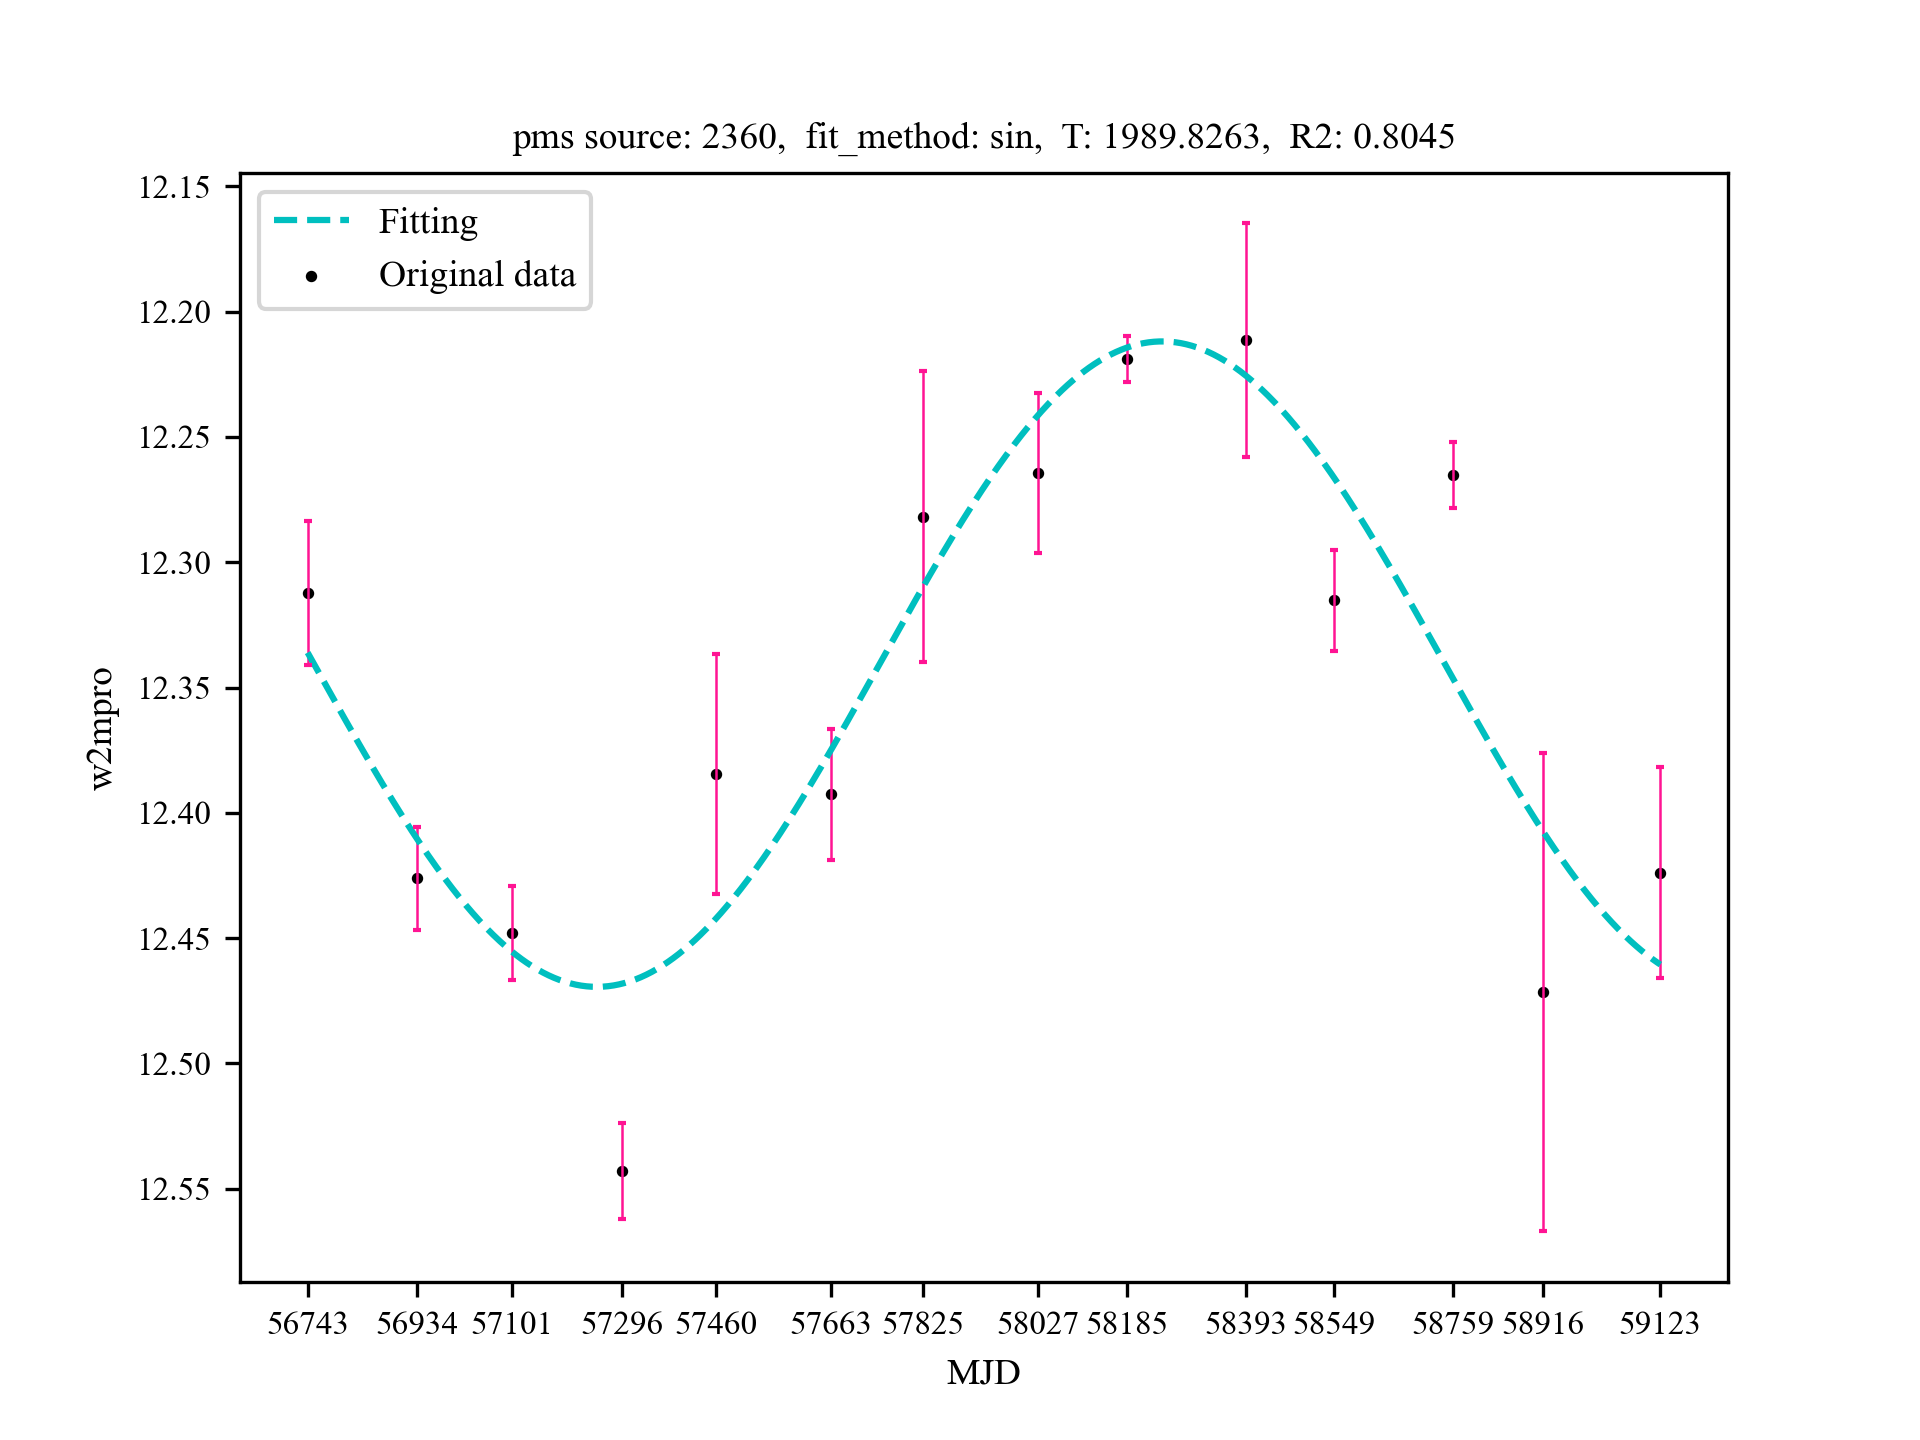 pms source: 2360,  fit_method: sin,  T: 1989.8263,  R2: 0.8045
Fitting
Original data
12.15
12.20
12.25
12.30
12.35
12.40
12.45
12.50
12.55
w2mpro
56743 56934 57101 57296 57460 57663 57825 58027 58185 58393 58549 58759 58916 59123
MJD